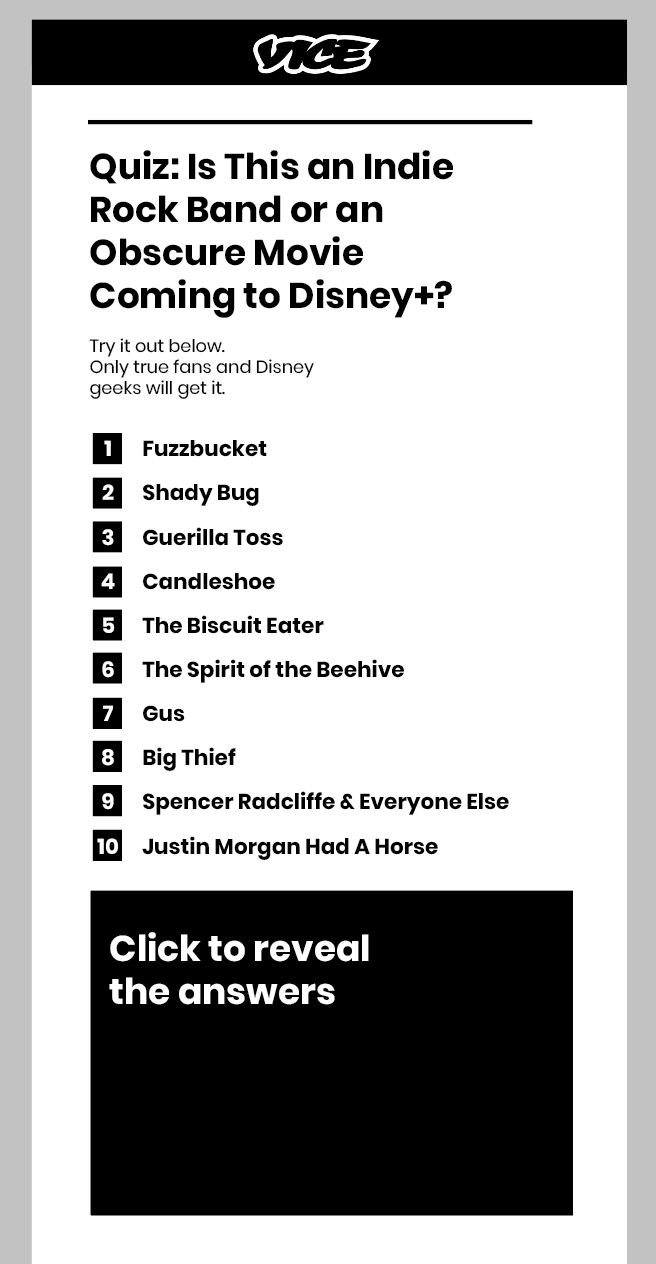 VICE
Quiz: Is This an Indie
Rock Band or an
Obscure Movie
Coming to Disney+?
Try it out below.
Only true fans and Disney
geeks will get it.
1 Fuzzbucket
2 Shady Bug
3 Guerilla Toss
4 Candleshoe
5 The Biscuit Eater
6 The Spirit of the Beehive
7 Gus
8 Big Thief
9 Spencer Radcliffe & Everyone Else
10 Justin Morgan Had A Horse
Click to reveal
the answers